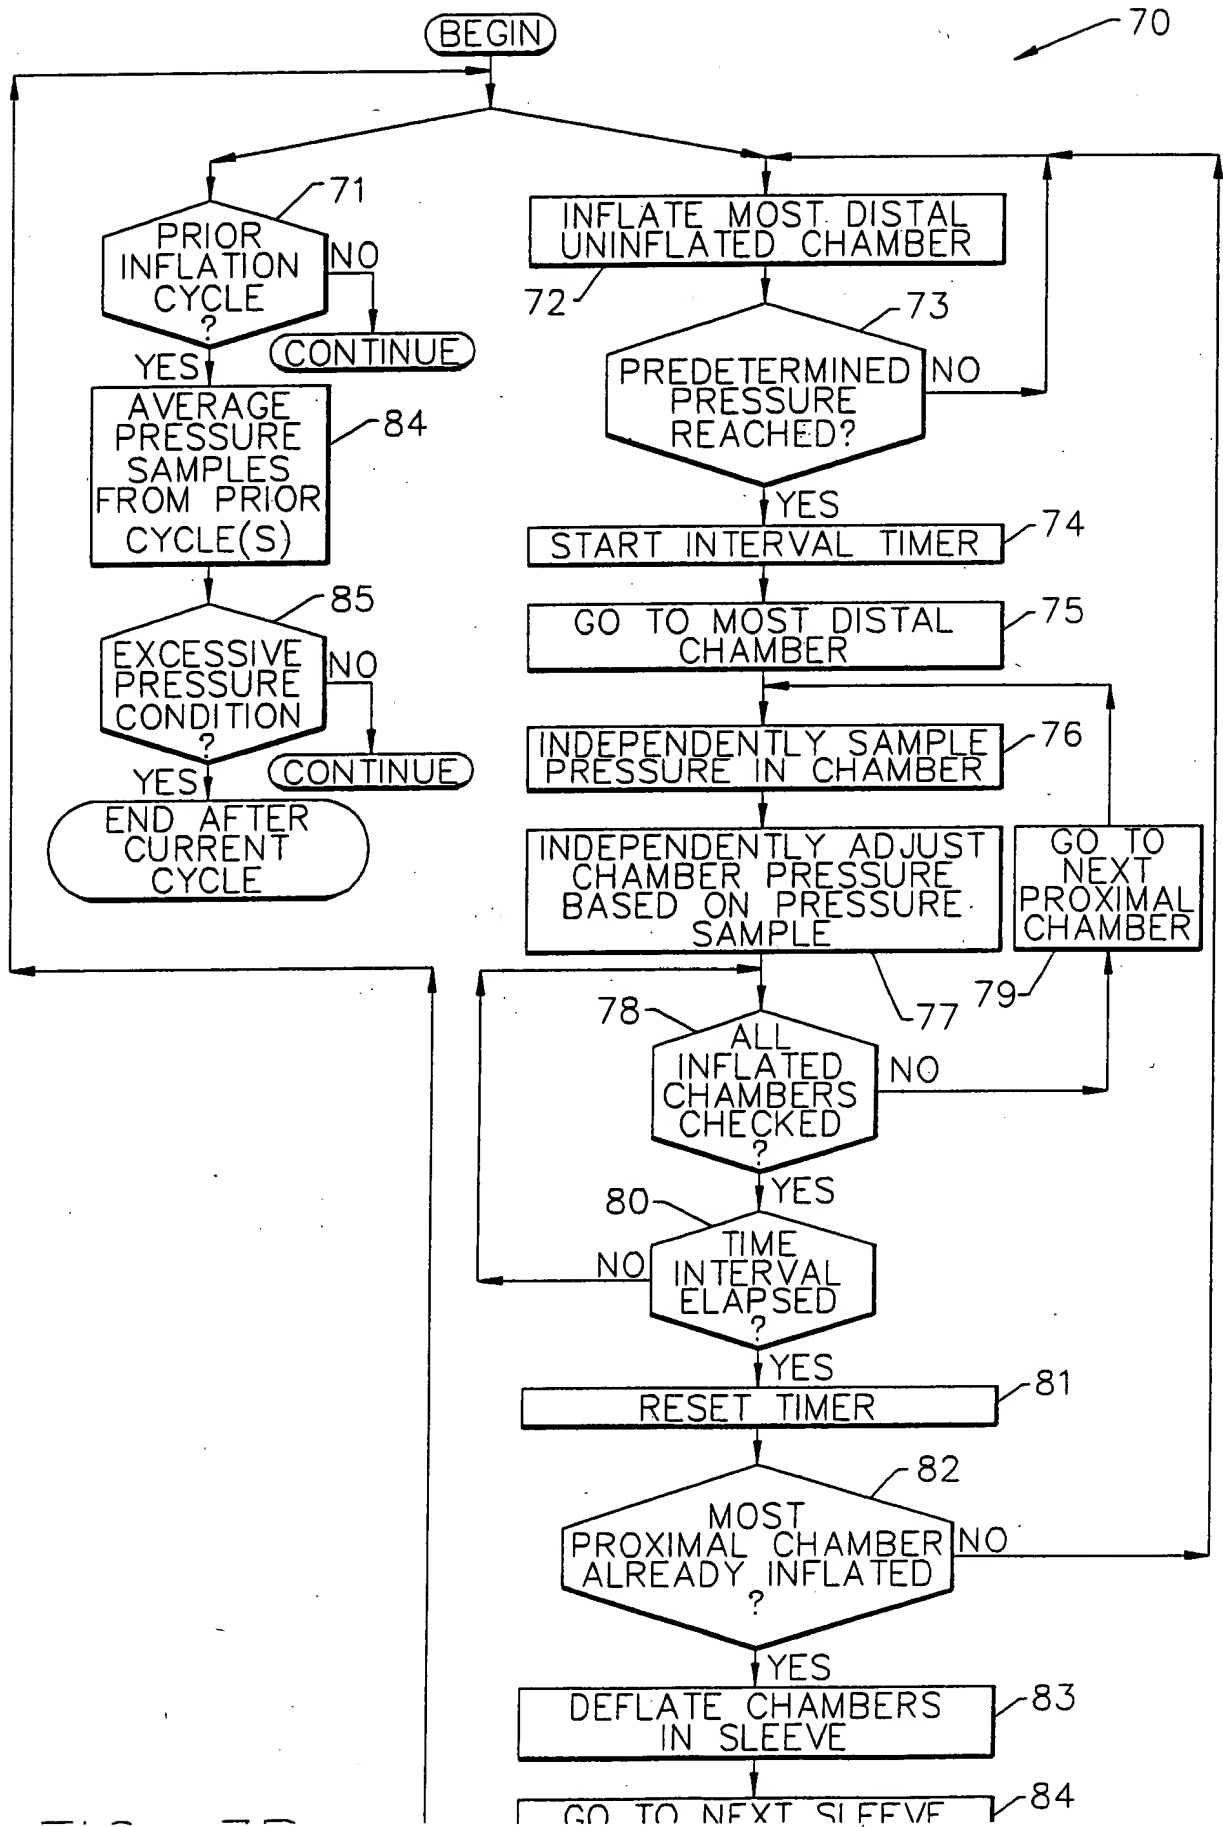 BEGIN
70
71
PRIOR
INFLATION
CYCLE
?
NO
CONTINUE
YES
AVERAGE
PRESSURE
SAMPLES
FROM PRIOR
CYCLE(S)
84
85
EXCESSIVE
PRESSURE
CONDITION
?
NO
CONTINUE
YES
END AFTER
CURRENT
CYCLE
INFLATE MOST DISTAL
UNINFLATED CHAMBER
72
73
PREDETERMINED
PRESSURE
REACHED?
NO
YES
74
START INTERVAL TIMER
75
GO TO MOST DISTAL
CHAMBER
76
INDEPENDENTLY SAMPLE
PRESSURE IN CHAMBER
INDEPENDENTLY ADJUST
CHAMBER PRESSURE
BASED ON PRESSURE
SAMPLE
77
GO TO
NEXT
PROXIMAL
CHAMBER
79
78
ALL
INFLATED
CHAMBERS
CHECKED
?
NO
YES
80
TIME
INTERVAL
ELAPSED
?
NO
YES
81
RESET TIMER
82
MOST
PROXIMAL CHAMBER
ALREADY INFLATED
?
NO
YES
83
DEFLATE CHAMBERS
IN SLEEVE
84
GO TO NEXT SLEEVE